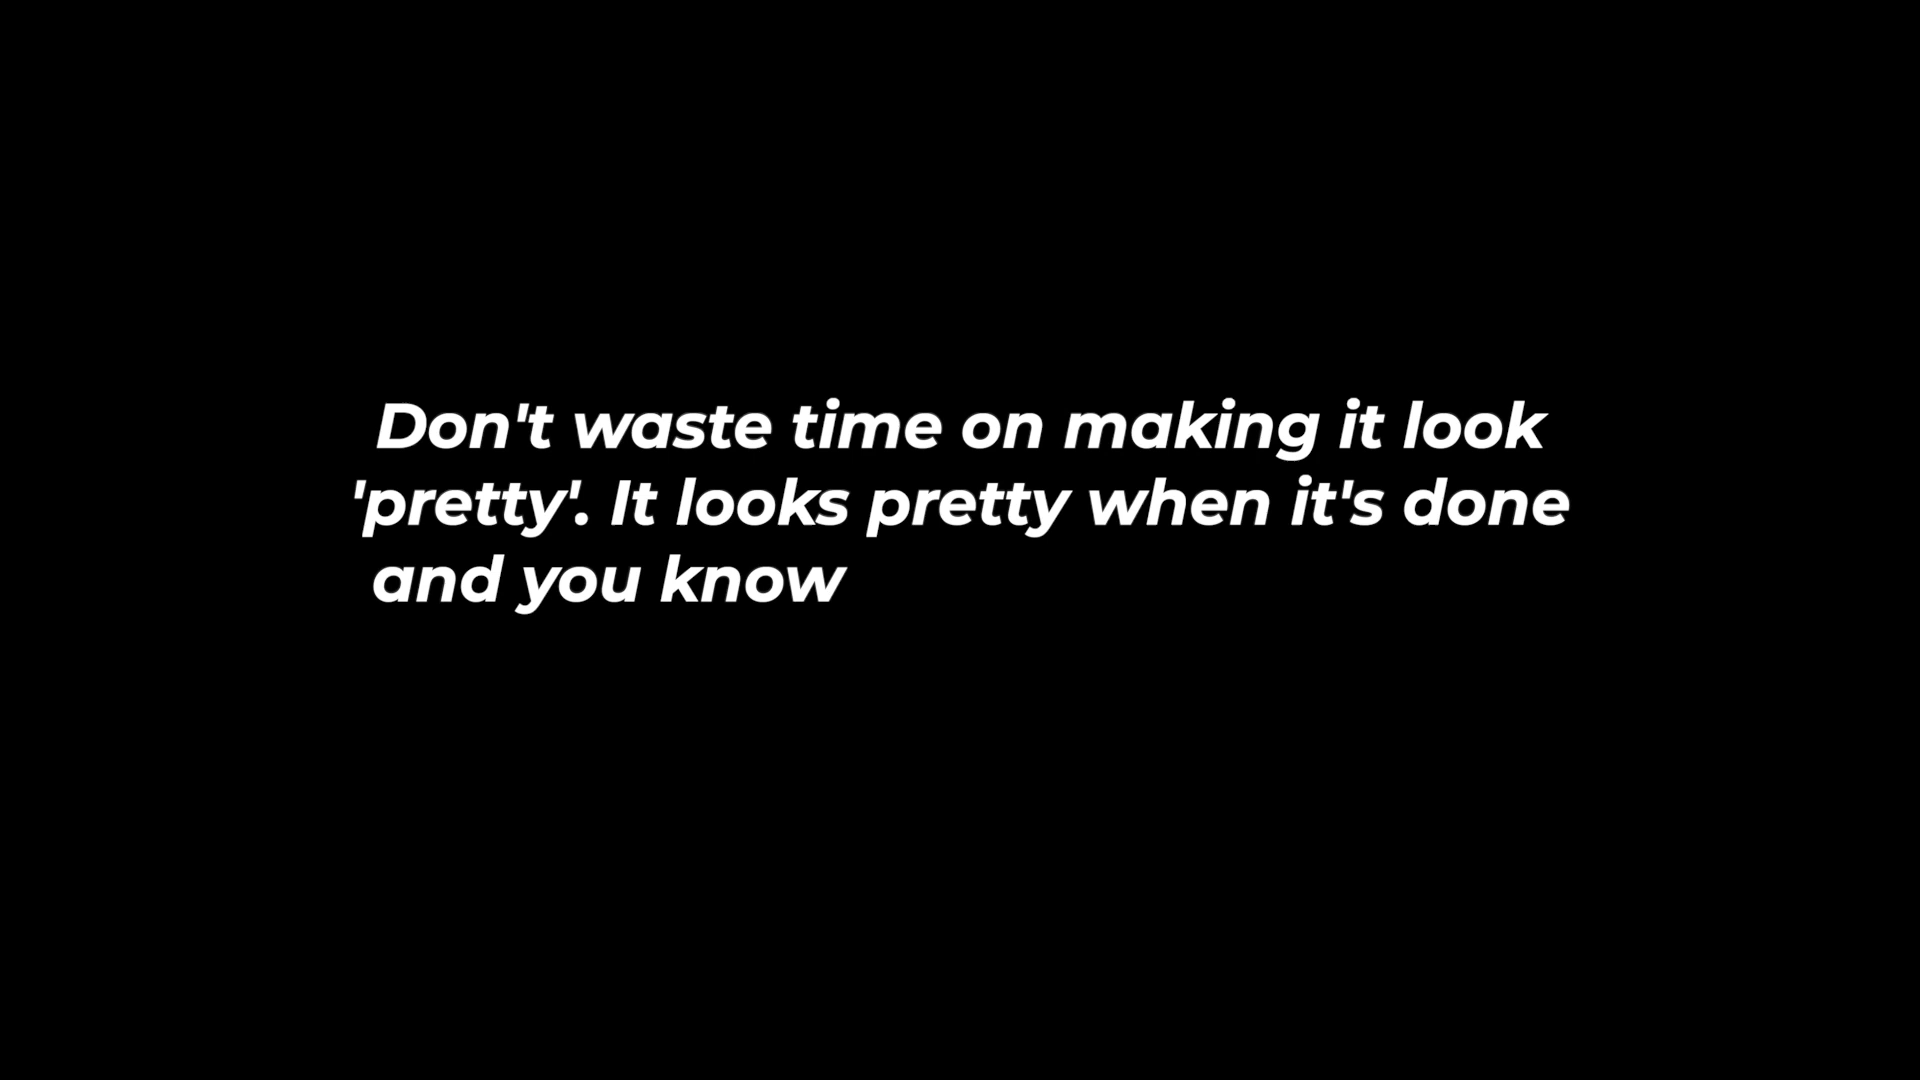 Don't waste time on making it look
'pretty'. It looks pretty when it's done
and you know